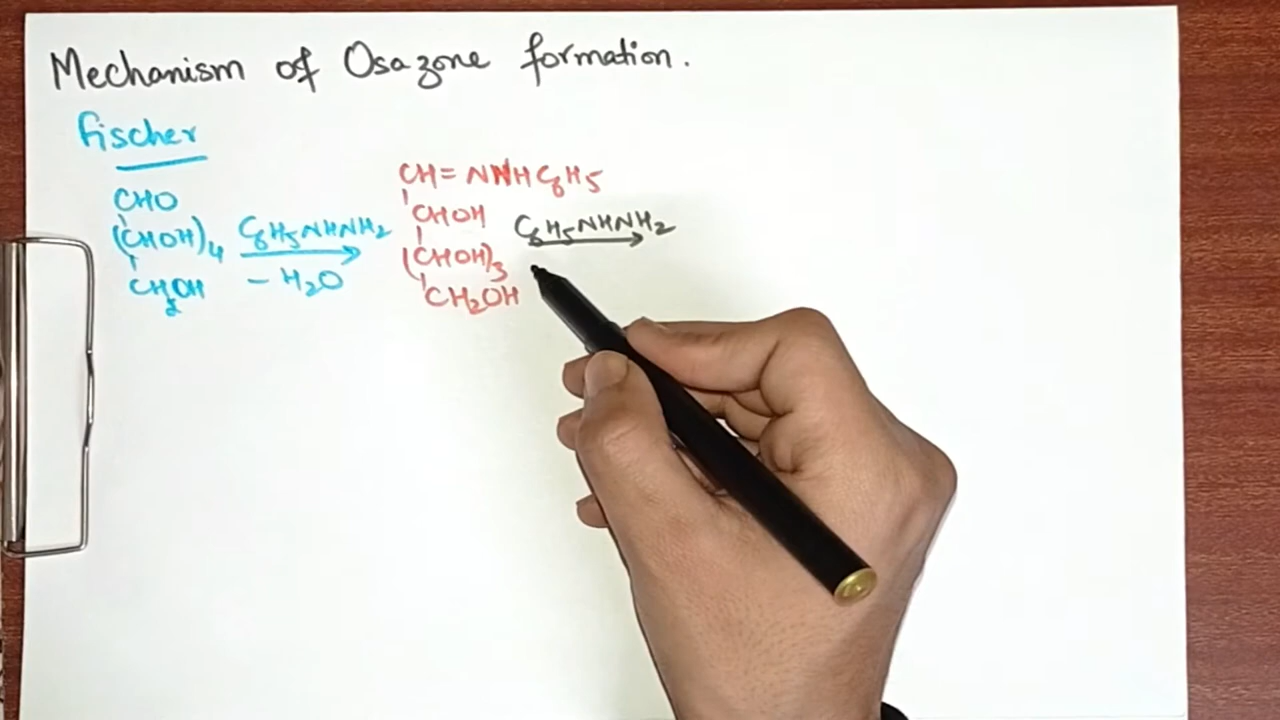 Mechanism of Osazone formation.
Fischer
CHO
(CHOH)4
CH2OH
C6H5NHNH2
- H2O
CH = NNHC6H5
CHOH
(CHOH)3
CH2OH
C6H5NHNH2